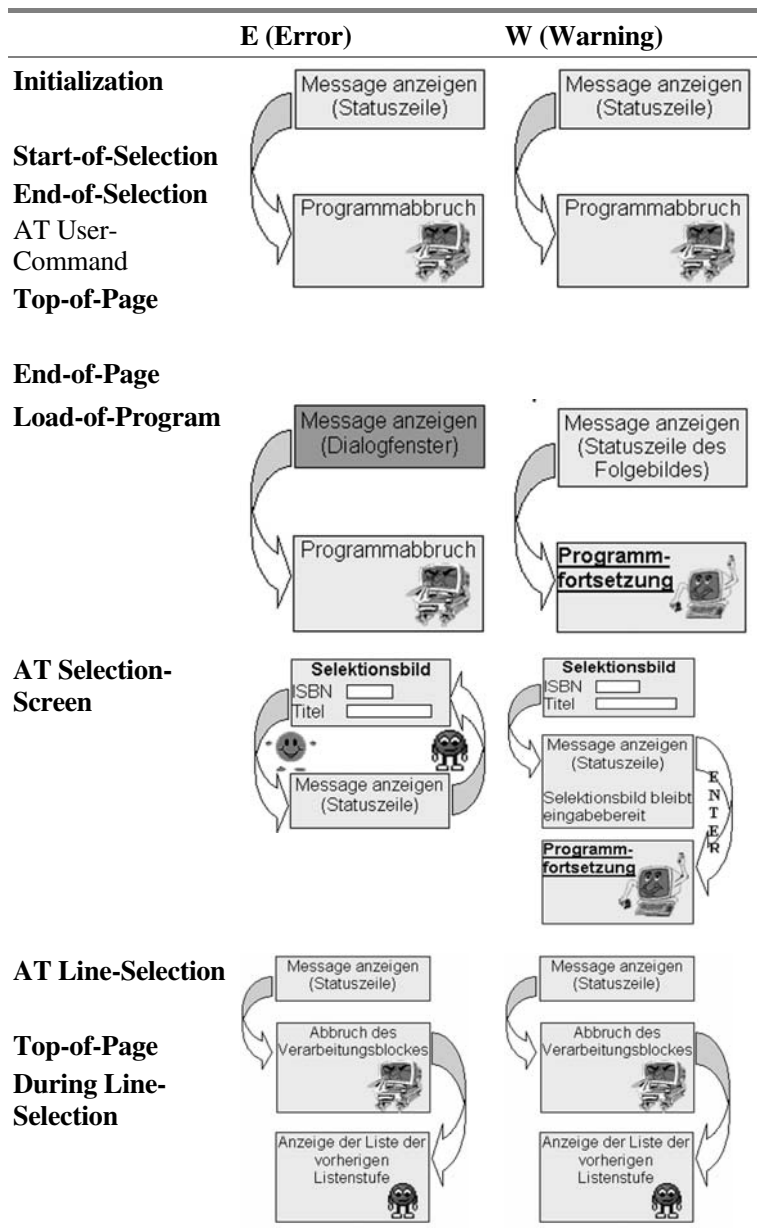 E (Error) W (Warning)
Initialization
Message anzeigen
(Statuszeile)
Message anzeigen
(Statuszeile)
Start-of-Selection
End-of-Selection
AT User-
Command
Top-of-Page
Programmabbruch
Programmabbruch
End-of-Page
Load-of-Program
Message anzeigen
(Dialogfenster)
Message anzeigen
(Statuszeile des
Folgebildes)
Programmabbruch
Programm-
fortsetzung
AT Selection-
Screen
Selektionsbild
ISBN
Titel
Message anzeigen
(Statuszeile)
Selektionsbild
ISBN
Titel
Message anzeigen
(Statuszeile)
Selektionsbild bleibt
eingabebereit
ENTER
Programm-
fortsetzung
AT Line-Selection
Message anzeigen
(Statuszeile)
Message anzeigen
(Statuszeile)
Top-of-Page
During Line-
Selection
Abbruch des
Verarbeitungsblockes
Abbruch des
Verarbeitungsblockes
Anzeige der Liste der
vorherigen
Listenstufe
Anzeige der Liste der
vorherigen
Listenstufe